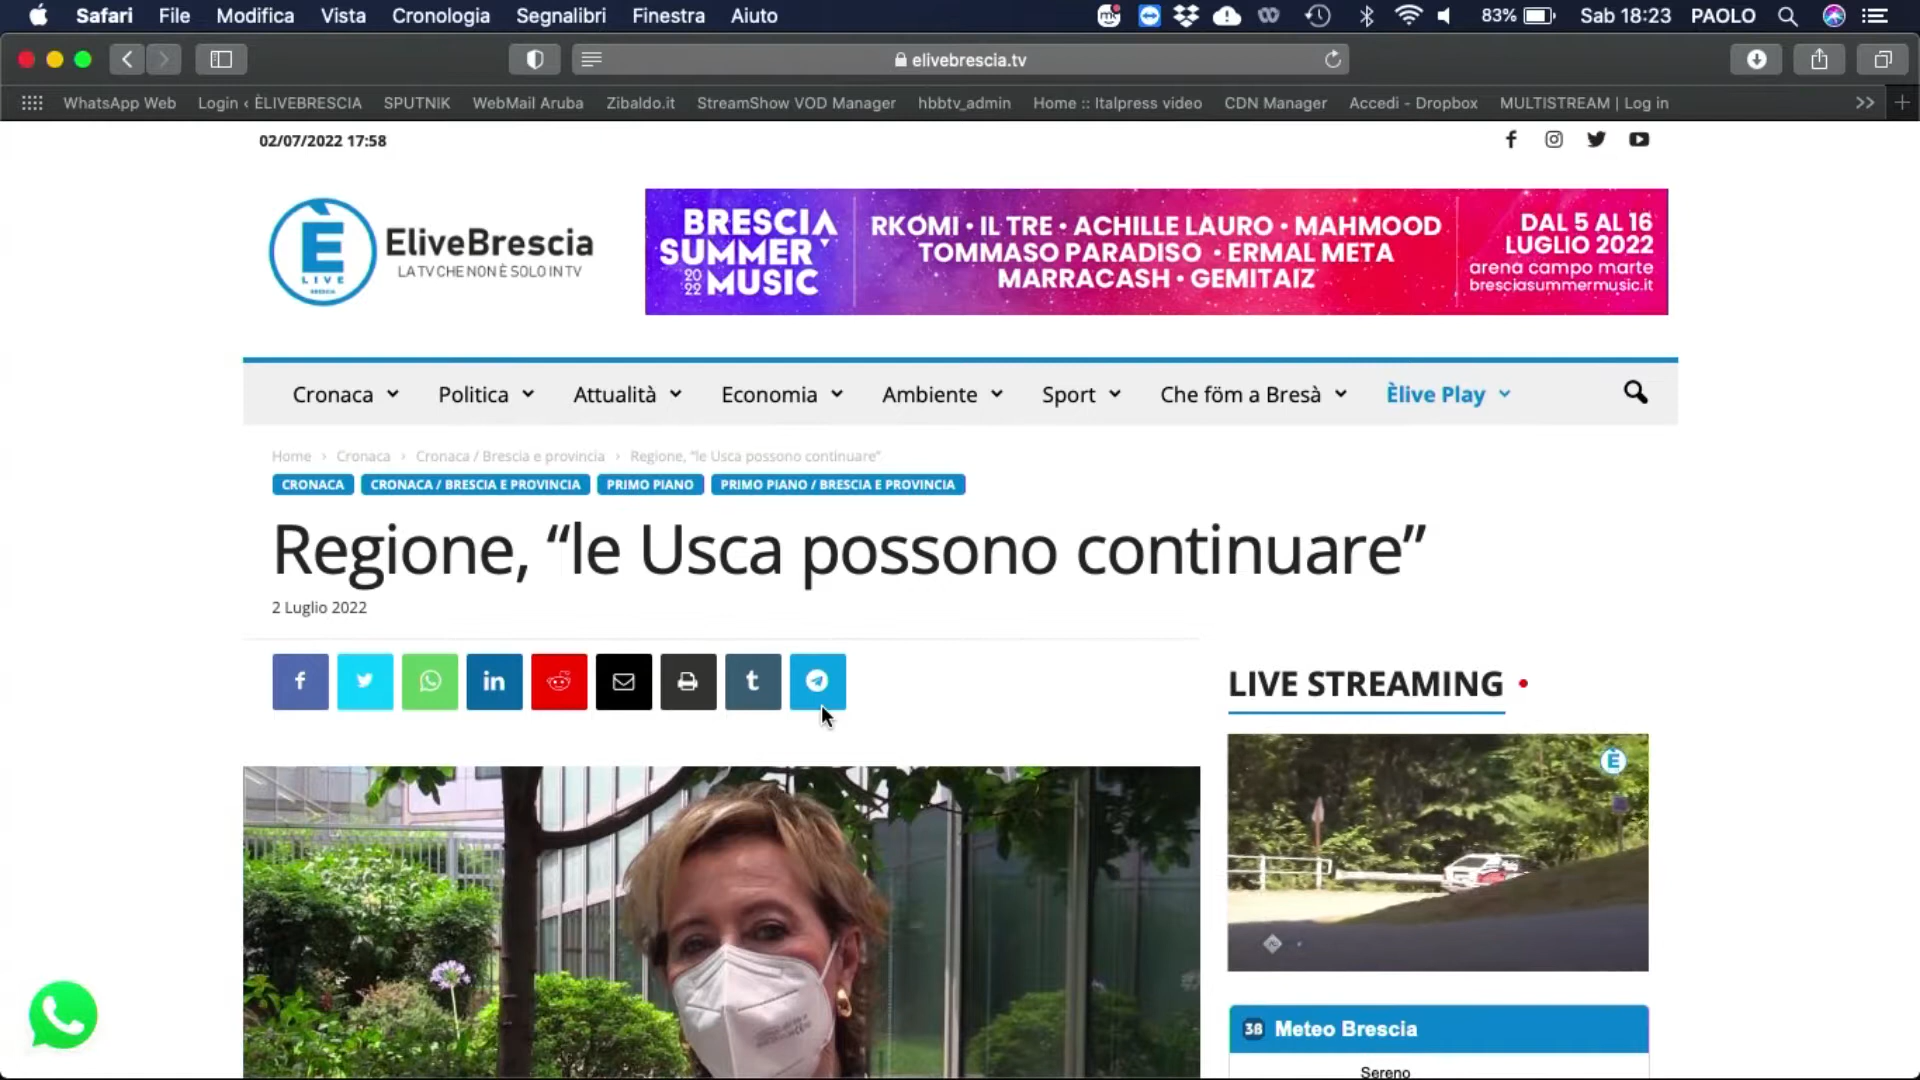 Safari File Modifica Vista Cronologia Segnalibri Finestra Aiuto 83% Sab 18:23 PAOLO
elivebrescia.tv
WhatsApp Web Login ‹ ÈLIVEBRESCIA SPUTNIK WebMail Aruba Zibaldo.it StreamShow VOD Manager hbbtv_admin Home :: Italpress video CDN Manager Accedi - Dropbox MULTISTREAM | Log in
02/07/2022 17:58
È
LIVE
BRESCIA
EliveBrescia
LA TV CHE NON È SOLO IN TV
BRESCIA
SUMMER
2022 MUSIC
RKOMI • IL TRE • ACHILLE LAURO • MAHMOOD
TOMMASO PARADISO • ERMAL META
MARRACASH • GEMITAIZ
DAL 5 AL 16
LUGLIO 2022
arena campo marte
bresciasummermusic.it
Cronaca Politica Attualità Economia Ambiente Sport Che föm a Bresà Èlive Play
Home › Cronaca › Cronaca / Brescia e provincia › Regione, “le Usca possono continuare”
CRONACA CRONACA / BRESCIA E PROVINCIA PRIMO PIANO PRIMO PIANO / BRESCIA E PROVINCIA
Regione, “le Usca possono continuare”
2 Luglio 2022
LIVE STREAMING
È
3B Meteo Brescia
Sereno